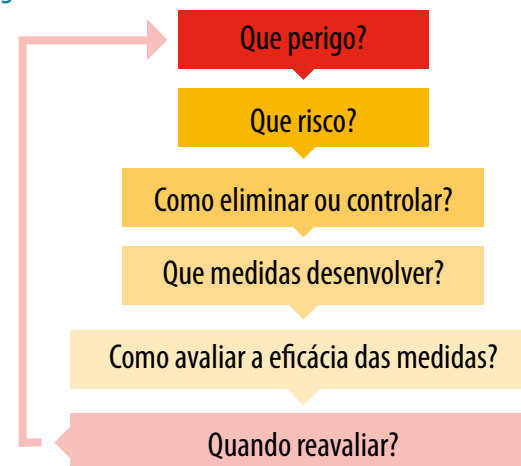 Que perigo?
Que risco?
Como eliminar ou controlar?
Que medidas desenvolver?
Como avaliar a eficácia das medidas?
Quando reavaliar?